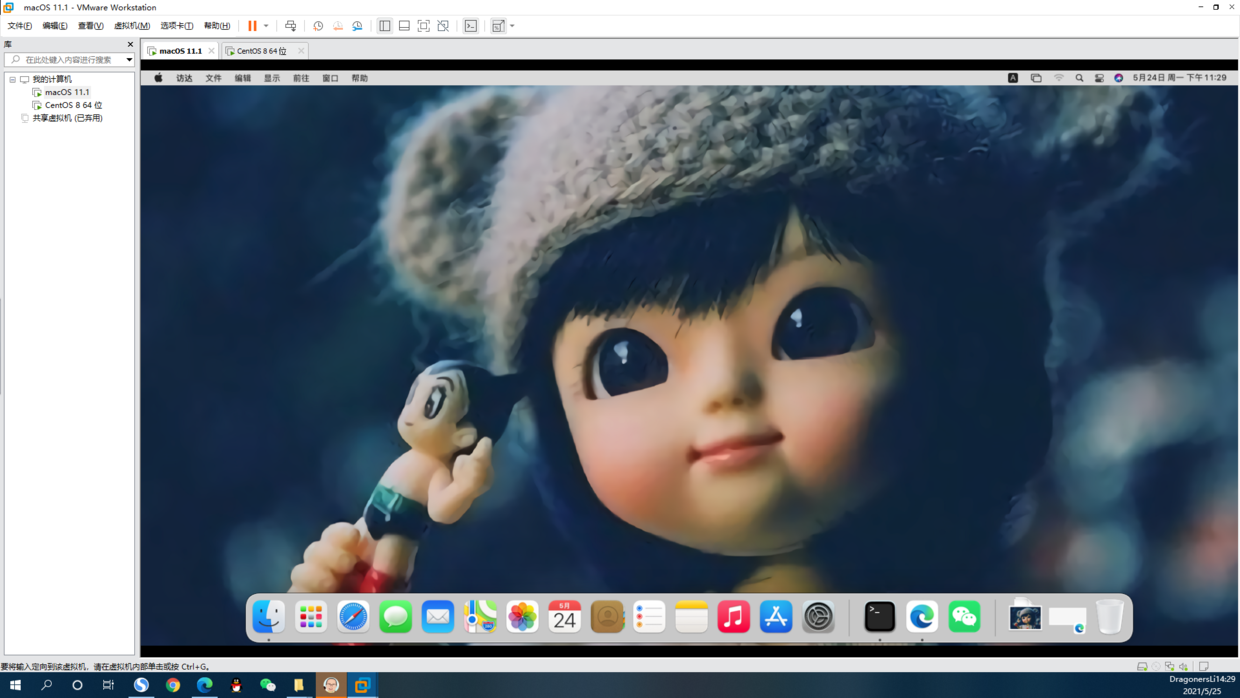 macOS 11.1 - VMware Workstation
文件(F) 编辑(E) 查看(V) 虚拟机(M) 选项卡(T) 帮助(H)
库
在此处键入内容进行搜索
macOS 11.1
CentOS 8 64 位
我的计算机
macOS 11.1
CentOS 8 64 位
共享虚拟机 (已弃用)
访达 文件 编辑 显示 前往 窗口 帮助
A
5月24日 周一 下午 11:29
5月
24
要将输入定向到该虚拟机，请在虚拟机内部单击或按 Ctrl+G。
DragonersLi14:29
2021/5/25